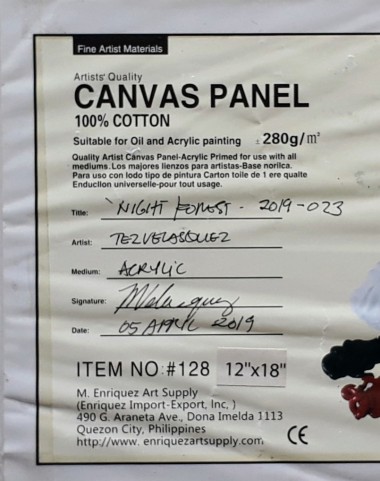 Fine Artist Materials
Artists' Quality
CANVAS PANEL
100% COTTON
Suitable for Oil and Acrylic painting ± 280g/m²
Quality Artist Canvas Panel-Acrylic Primed for use with all
mediums. Los majores lienzos para artistas-Base norilca.
Para uso con lodo tipo de pintura Carton toile de 1 ere qualte
Enducllon universelle-pour tout usage.
Title: NIGHT FOREST - 2019-023
Artist: TEZVELASQUEZ
Medium: ACRYLIC
Signature: MVelasquez
Date: 05 APRIL 2019
ITEM NO:#128 12"x18"
M. Enriquez Art Supply
(Enriquez Import-Export, Inc, )
490 G. Araneta Ave., Dona Imelda 1113
Quezon City, Philippines
http://www. enriquezartsupply.com CE